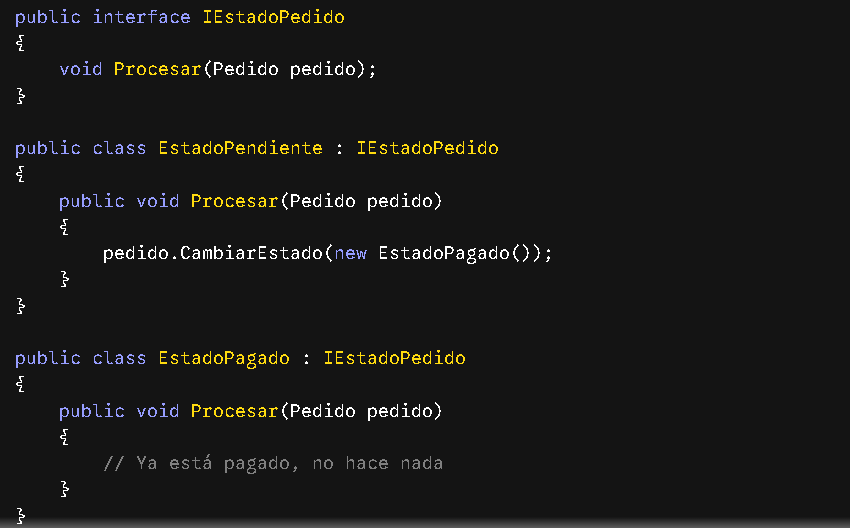 public interface IEstadoPedido
{
    void Procesar(Pedido pedido);
}

public class EstadoPendiente : IEstadoPedido
{
    public void Procesar(Pedido pedido)
    {
        pedido.CambiarEstado(new EstadoPagado());
    }
}

public class EstadoPagado : IEstadoPedido
{
    public void Procesar(Pedido pedido)
    {
        // Ya está pagado, no hace nada
    }
}